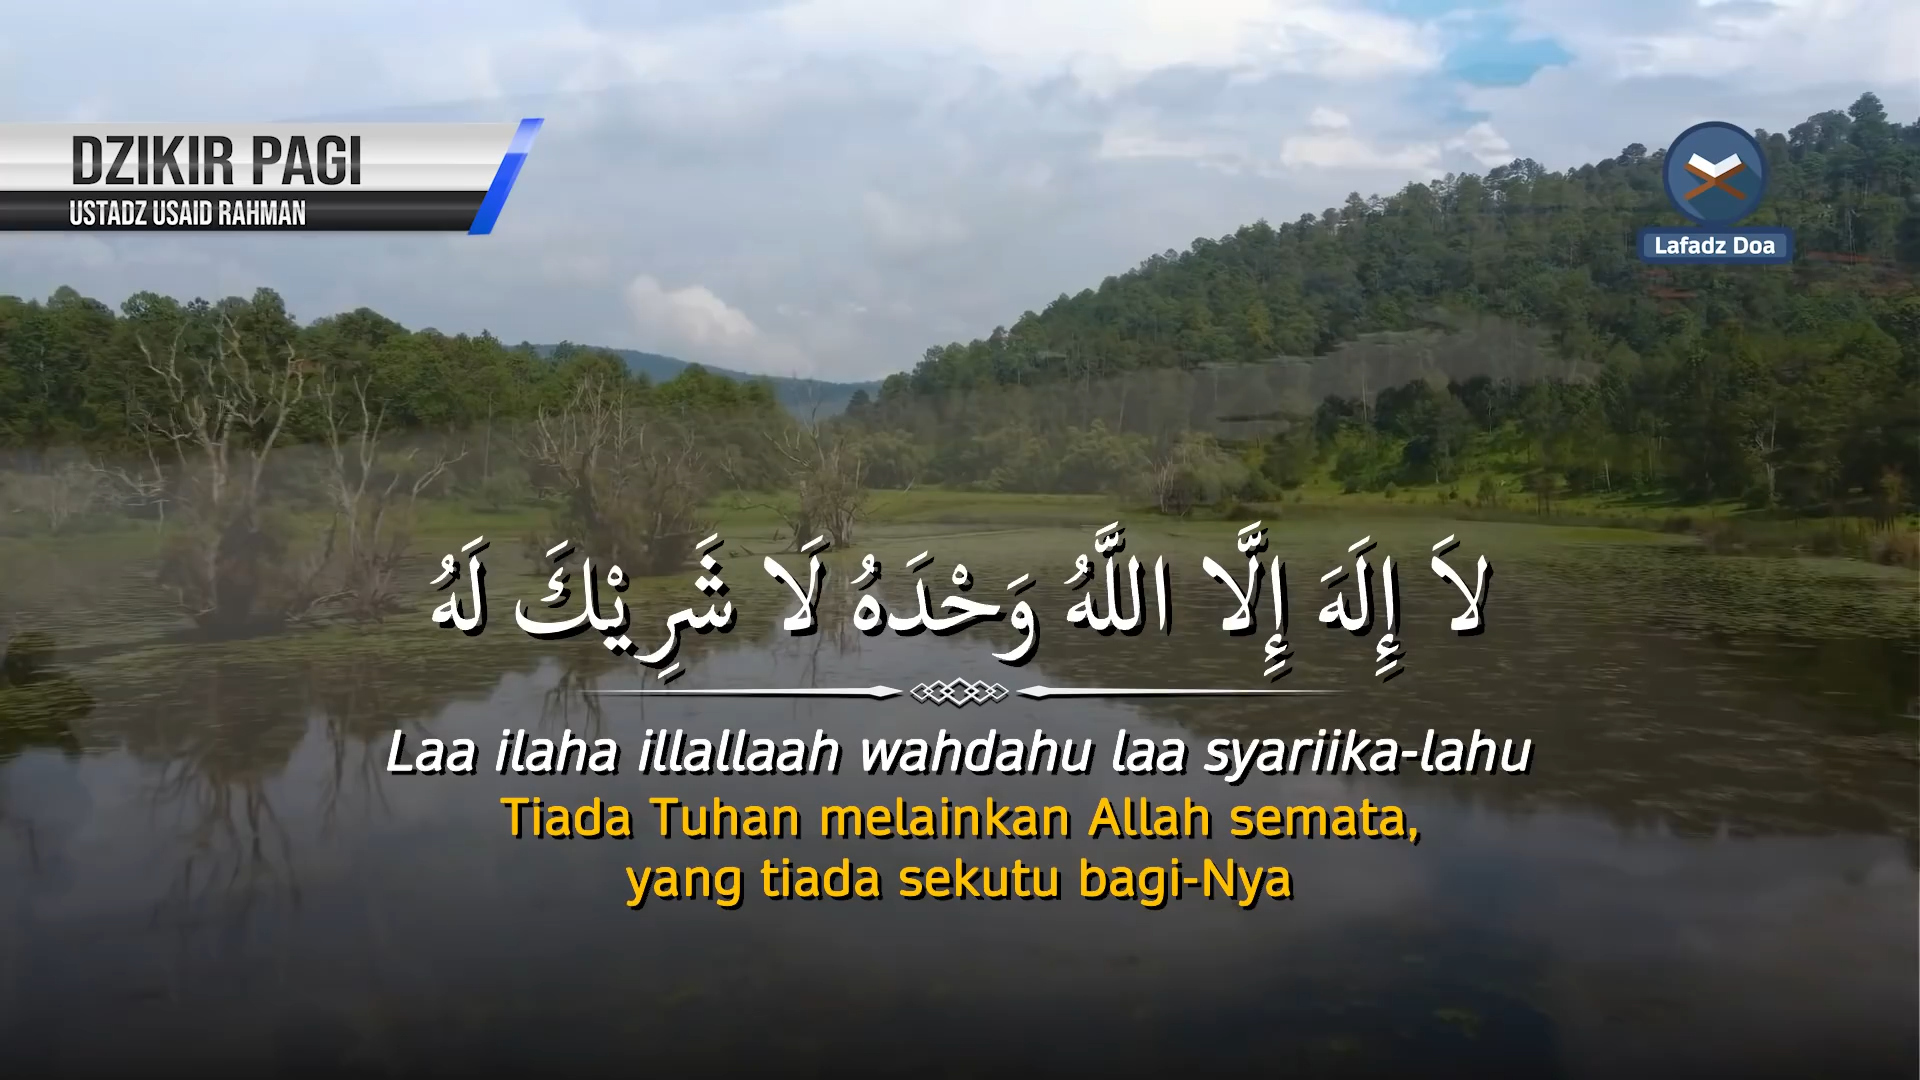 DZIKIR PAGI
USTADZ USAID RAHMAN
Lafadz Doa
لاَ إِلَهَ إِلَّا اللَّهُ وَحْدَهُ لَا شَرِيْكَ لَهُ
Laa ilaha illallaah wahdahu laa syariika-lahu
Tiada Tuhan melainkan Allah semata,
yang tiada sekutu bagi-Nya